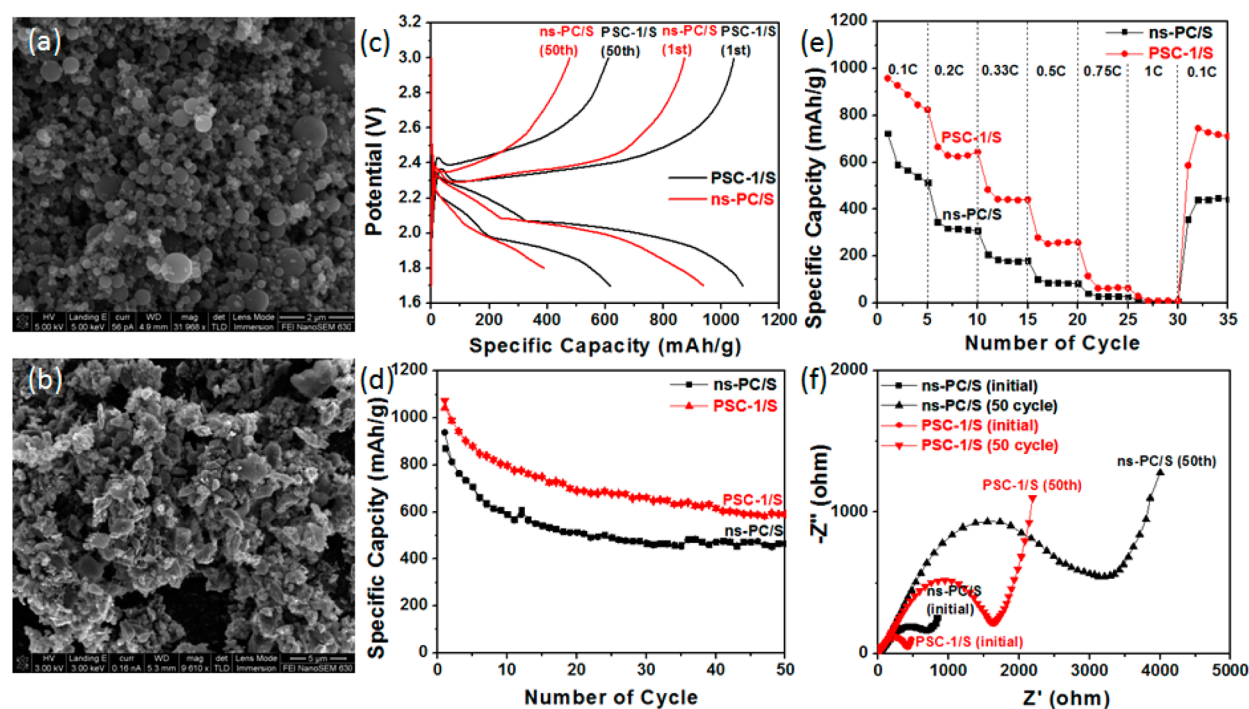 (a)
HV Landing E curr WD mag det Lens Mode 2 µm
5.00 kV 5.00 keV 56 pA 4.9 mm 31 968 x TLD Immersion FEI NanoSEM 630
(b)
HV Landing E curr WD mag det Lens Mode 5 µm
3.00 kV 3.00 keV 0.16 nA 5.3 mm 9 610 x TLD Immersion FEI NanoSEM 630
(c)
3.2
3.0
2.8
2.6
2.4
2.2
2.0
1.8
1.6
Potential (V)
ns-PC/S
(50th)
PSC-1/S
(50th)
ns-PC/S
(1st)
PSC-1/S
(1st)
PSC-1/S
ns-PC/S
0 200 400 600 800 1000 1200
Specific Capacity (mAh/g)
(d)
1200
1000
800
600
400
200
0
Specific Capcity (mAh/g)
ns-PC/S
PSC-1/S
PSC-1/S
ns-PC/S
0 10 20 30 40 50
Number of Cycle
(e)
1200
1000
800
600
400
200
0
Specific Capacity (mAh/g)
ns-PC/S
PSC-1/S
0.1C 0.2C 0.33C 0.5C 0.75C 1C 0.1C
PSC-1/S
ns-PC/S
0 5 10 15 20 25 30 35
Number of Cycle
(f)
2000
1000
0
-Z" (ohm)
ns-PC/S (initial)
ns-PC/S (50 cycle)
PSC-1/S (initial)
PSC-1/S (50 cycle)
ns-PC/S (50th)
PSC-1/S (50th)
ns-PC/S
(initial)
PSC-1/S (initial)
0 1000 2000 3000 4000 5000
Z' (ohm)